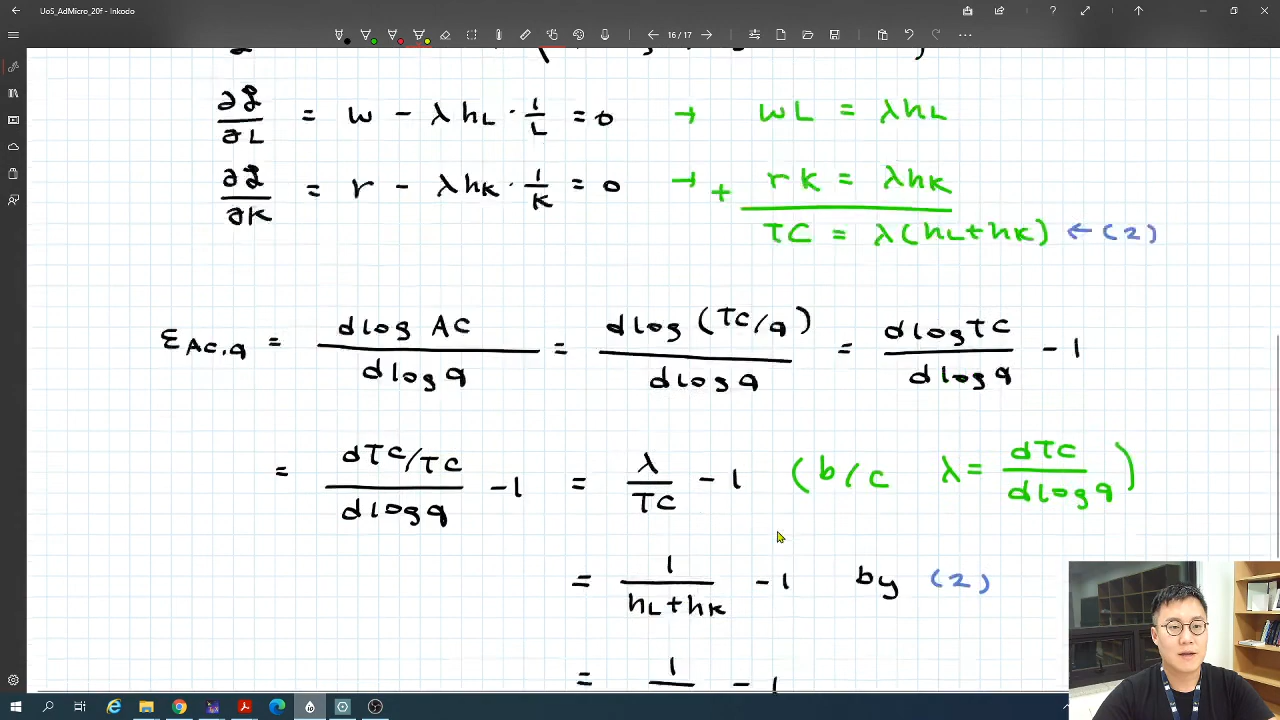 UoS_AdMicro_20f - Inkodo
16 / 17
∂ℒ/∂L = w - λ h_L · 1/L = 0 → wL = λh_L
∂ℒ/∂K = r - λh_K · 1/K = 0 → + rK = λh_K
TC = λ(h_L+h_K) ← (2)
ε_AC,q = dlog AC / dlog q = dlog (TC/q) / dlog q = dlog TC / dlog q - 1
= dTC/TC / dlog q - 1 = λ/TC - 1 (b/c λ = dTC / dlog q)
= 1 / h_L+h_K - 1 by (2)
= 1 - 1